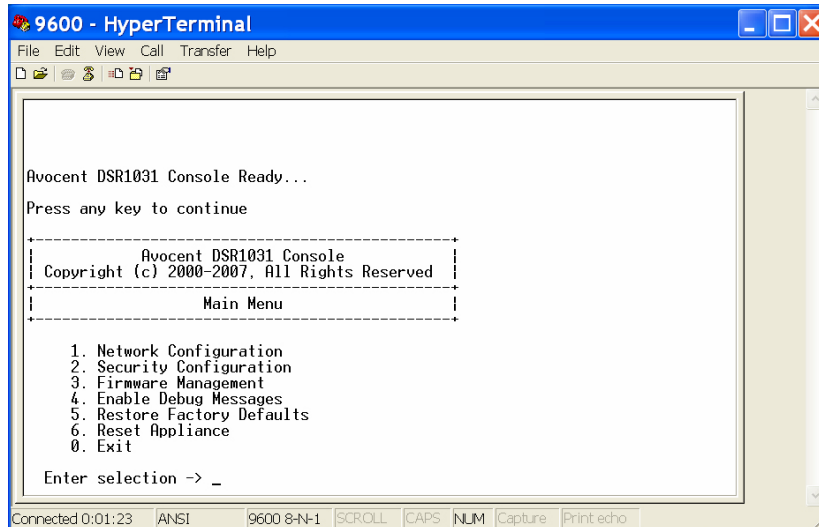 9600 - HyperTerminal
File Edit View Call Transfer Help
Avocent DSR1031 Console Ready...
Press any key to continue
+-----------------------------------------------+
| Avocent DSR1031 Console |
| Copyright (c) 2000-2007, All Rights Reserved |
+-----------------------------------------------+
| Main Menu |
+-----------------------------------------------+
1. Network Configuration
2. Security Configuration
3. Firmware Management
4. Enable Debug Messages
5. Restore Factory Defaults
6. Reset Appliance
0. Exit
Enter selection -> _
Connected 0:01:23 ANSI 9600 8-N-1 SCROLL CAPS NUM Capture Print echo